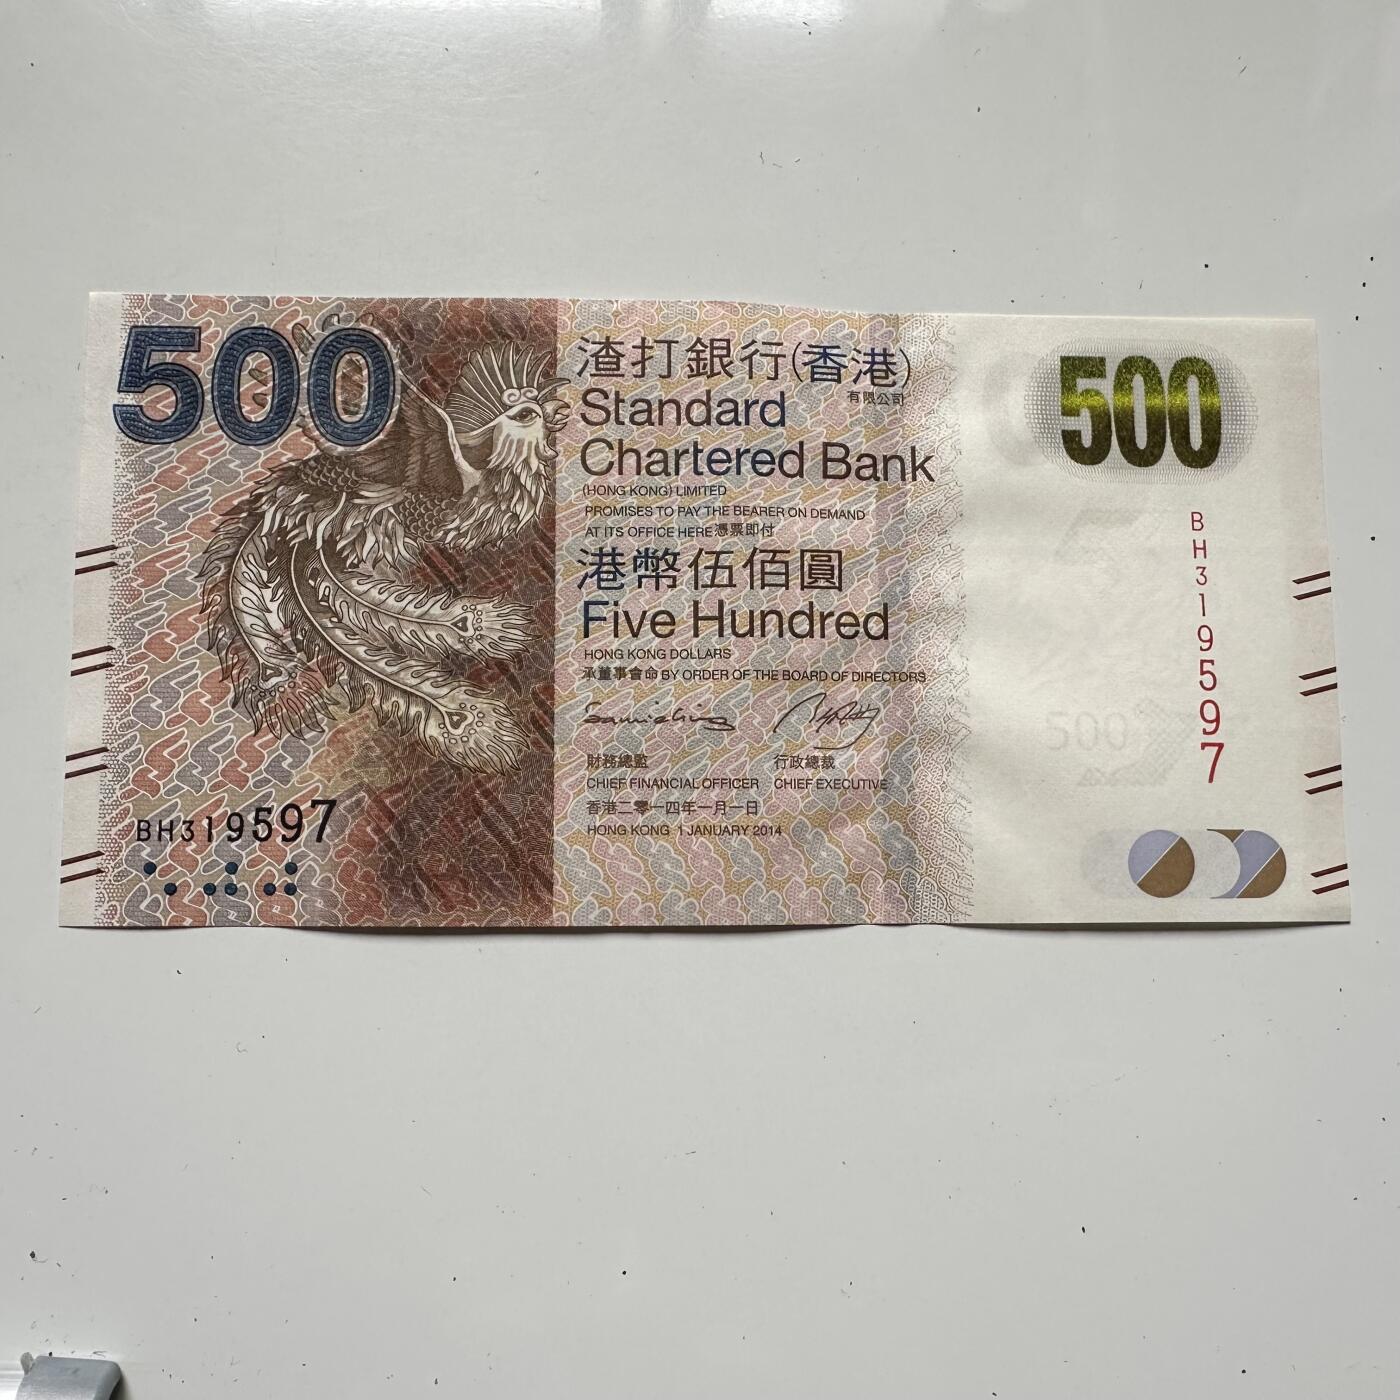 500
渣打銀行(香港)
有限公司
Standard
Chartered Bank
(HONG KONG) LIMITED
PROMISES TO PAY THE BEARER ON DEMAND
AT ITS OFFICE HERE 憑票即付
港幣伍佰圓
Five Hundred
HONG KONG DOLLARS
承董事會命 BY ORDER OF THE BOARD OF DIRECTORS
財務總監 行政總裁
CHIEF FINANCIAL OFFICER CHIEF EXECUTIVE
香港二零一四年一月一日
HONG KONG 1 JANUARY 2014
BH319597
500
BH319597
500